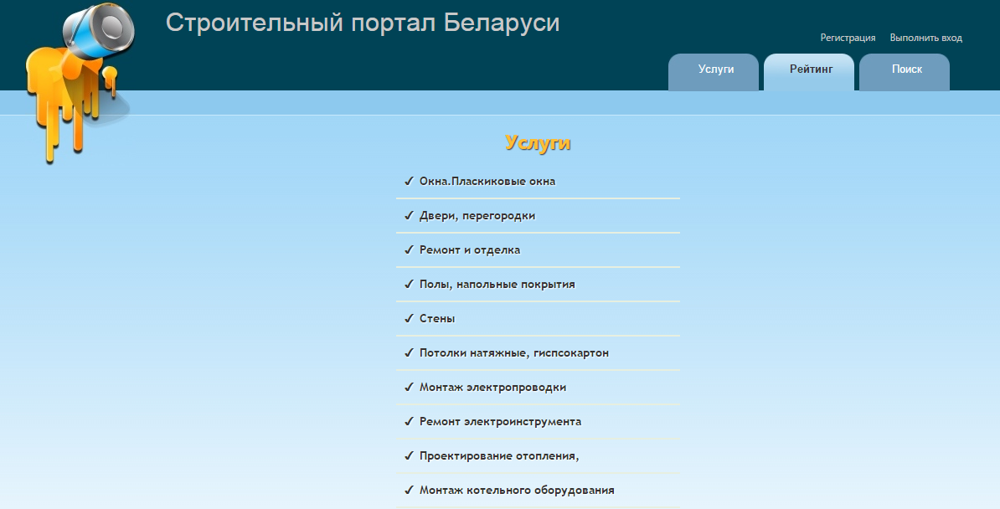 Строительный портал Беларуси
Регистрация Выполнить вход
Услуги Рейтинг Поиск
Услуги
✔ Окна.Пласкиковые окна
✔ Двери, перегородки
✔ Ремонт и отделка
✔ Полы, напольные покрытия
✔ Стены
✔ Потолки натяжные, гиспсокартон
✔ Монтаж электропроводки
✔ Ремонт электроинструмента
✔ Проектирование отопления,
✔ Монтаж котельного оборудования